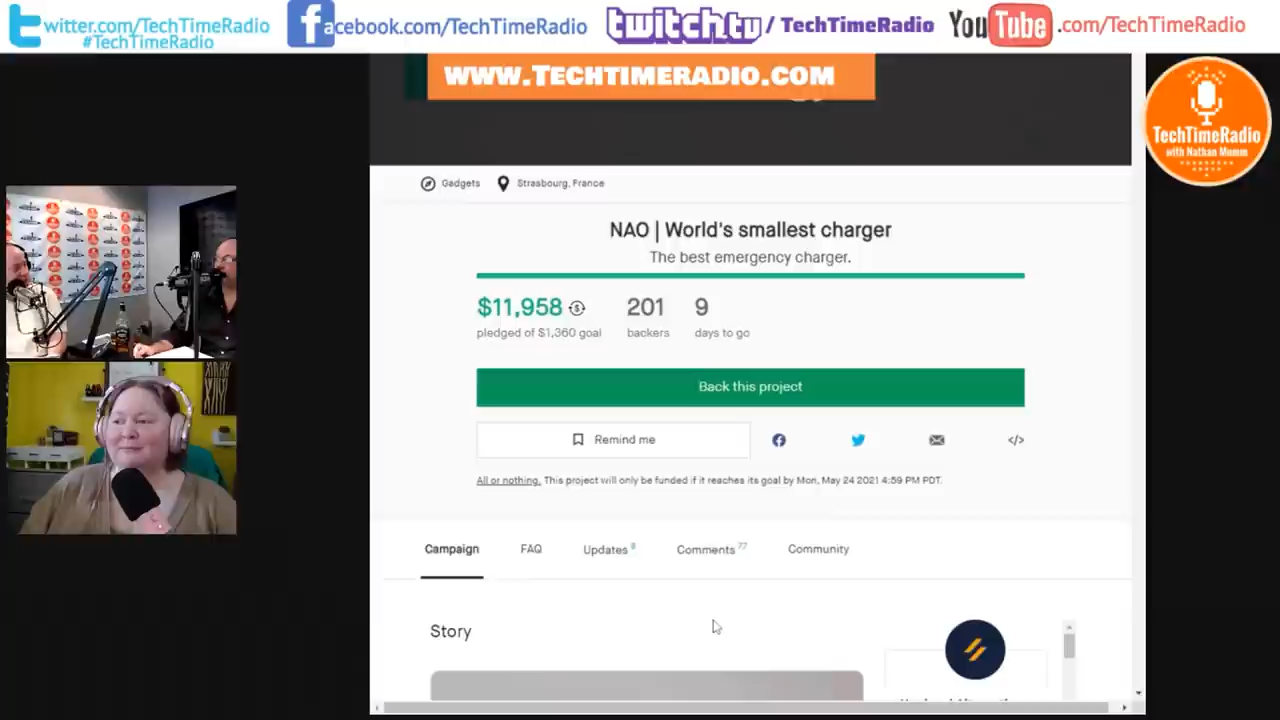 witter.com/TechTimeRadio
#TechTimeRadio
facebook.com/TechTimeRadio
twitchtv / TechTimeRadio
YouTube .com/TechTimeRadio
www.Techtimeradio.com
TechTimeRadio
with Nathan Mumm
Gadgets
Strasbourg, France
NAO | World's smallest charger
The best emergency charger.
$11,958 201 9
pledged of $1,360 goal backers days to go
Back this project
Remind me
</>
All or nothing. This project will only be funded if it reaches its goal by Mon, May 24 2021 4:59 PM PDT.
Campaign FAQ Updates 8 Comments 77 Community
Story